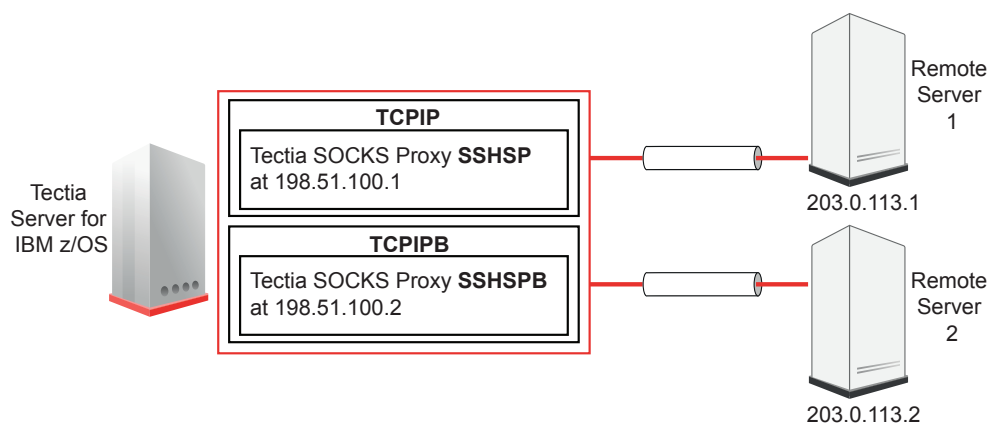 Tectia
Server for
IBM z/OS
TCPIP
Tectia SOCKS Proxy SSHSP
at 198.51.100.1
TCPIPB
Tectia SOCKS Proxy SSHSPB
at 198.51.100.2
Remote
Server
1
203.0.113.1
Remote
Server
2
203.0.113.2